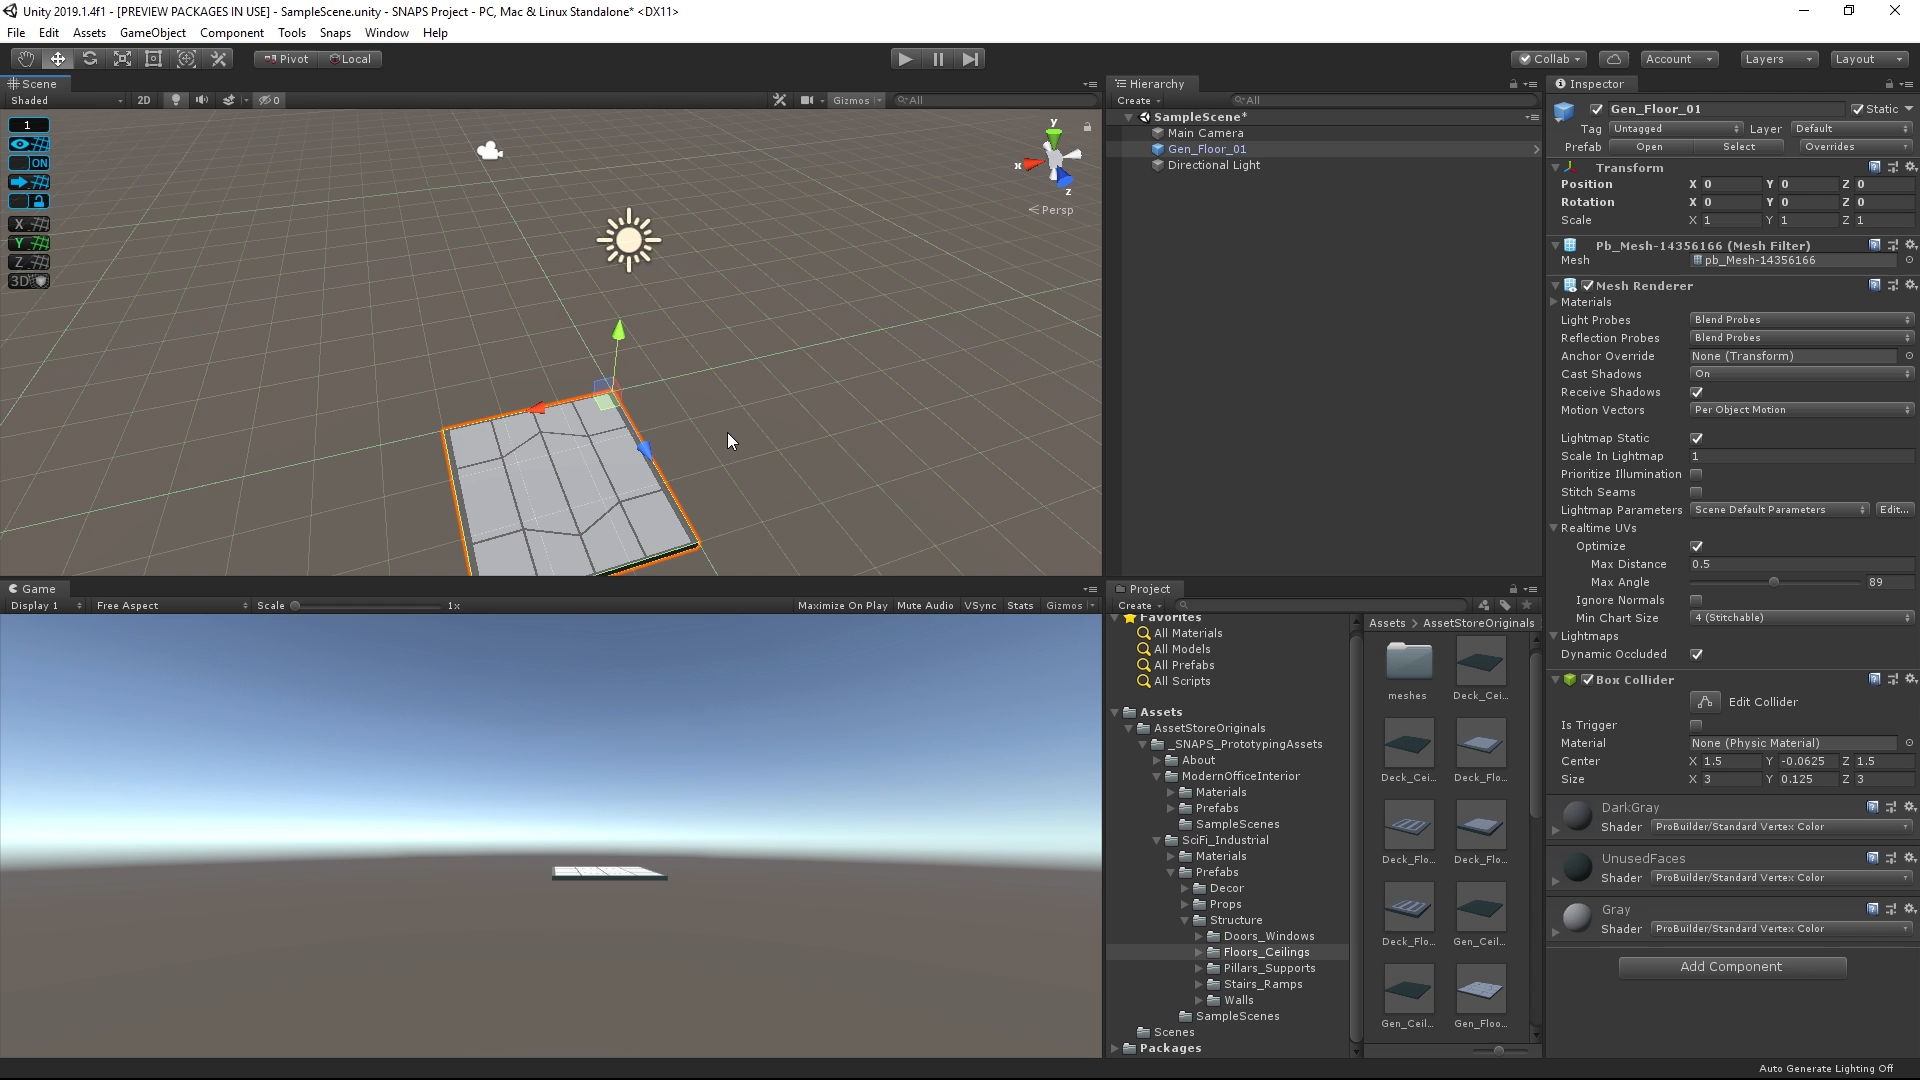 Unity 2019.1.4f1 - [PREVIEW PACKAGES IN USE] - SampleScene.unity - SNAPS Project - PC, Mac & Linux Standalone* <DX11>
File Edit Assets GameObject Component Tools Snaps Window Help
Pivot Local Collab Account Layers Layout
Scene
Shaded 2D 0 Gizmos All
1
ON
X
Y
Z
3D
y
x
z
Persp
Game
Display 1 Free Aspect Scale 1x Maximize On Play Mute Audio VSync Stats Gizmos
Hierarchy
Create All
SampleScene*
Main Camera
Gen_Floor_01
Directional Light
Project
Create
Favorites
All Materials
All Models
All Prefabs
All Scripts
Assets
AssetStoreOriginals
_SNAPS_PrototypingAssets
About
ModernOfficeInterior
Materials
Prefabs
SampleScenes
SciFi_Industrial
Materials
Prefabs
Decor
Props
Structure
Doors_Windows
Floors_Ceilings
Pillars_Supports
Stairs_Ramps
Walls
SampleScenes
Scenes
Packages
Assets > AssetStoreOriginals
meshes Deck_Cei...
Deck_Cei... Deck_Flo...
Deck_Flo... Deck_Flo...
Deck_Flo... Gen_Ceil...
Gen_Ceil... Gen_Floo...
Inspector
Gen_Floor_01 Static
Tag Untagged Layer Default
Prefab Open Select Overrides
Transform
Position X 0 Y 0 Z 0
Rotation X 0 Y 0 Z 0
Scale X 1 Y 1 Z 1
Pb_Mesh-14356166 (Mesh Filter)
Mesh pb_Mesh-14356166
Mesh Renderer
Materials
Light Probes Blend Probes
Reflection Probes Blend Probes
Anchor Override None (Transform)
Cast Shadows On
Receive Shadows
Motion Vectors Per Object Motion
Lightmap Static
Scale In Lightmap 1
Prioritize Illumination
Stitch Seams
Lightmap Parameters Scene Default Parameters Edit...
Realtime UVs
Optimize
Max Distance 0.5
Max Angle 89
Ignore Normals
Min Chart Size 4 (Stitchable)
Lightmaps
Dynamic Occluded
Box Collider
Edit Collider
Is Trigger
Material None (Physic Material)
Center X 1.5 Y -0.0625 Z 1.5
Size X 3 Y 0.125 Z 3
DarkGray
Shader ProBuilder/Standard Vertex Color
UnusedFaces
Shader ProBuilder/Standard Vertex Color
Gray
Shader ProBuilder/Standard Vertex Color
Add Component
Auto Generate Lighting Off